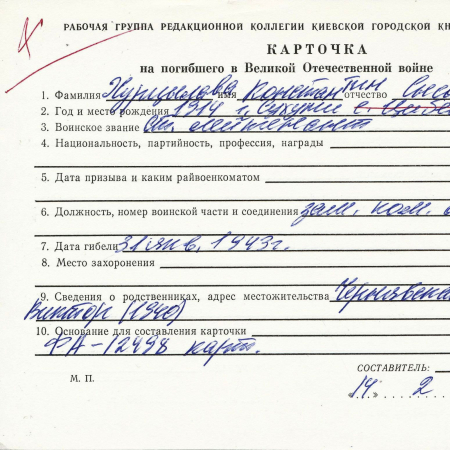 РАБОЧАЯ ГРУППА РЕДАКЦИОННОЙ КОЛЛЕГИИ КИЕВСКОЙ ГОРОДСКОЙ КН
КАРТОЧКА
на погибшего в Великой Отечественной войне
1. Фамилия имя Константин отчество
2. Год и место рождения 1914 г. Сухуми с.
3. Воинское звание ст. лейтенант
4. Национальность, партийность, профессия, награды
5. Дата призыва и каким райвоенкоматом
6. Должность, номер воинской части и соединения зам. ком.
7. Дата гибели 31 янв. 1943 г.
8. Место захоронения
9. Сведения о родственниках, адрес местожительства
Виктор (1940)
10. Основание для составления карточки
ФА-12498 карт.
СОСТАВИТЕЛЬ:
М. П.
"14" 2